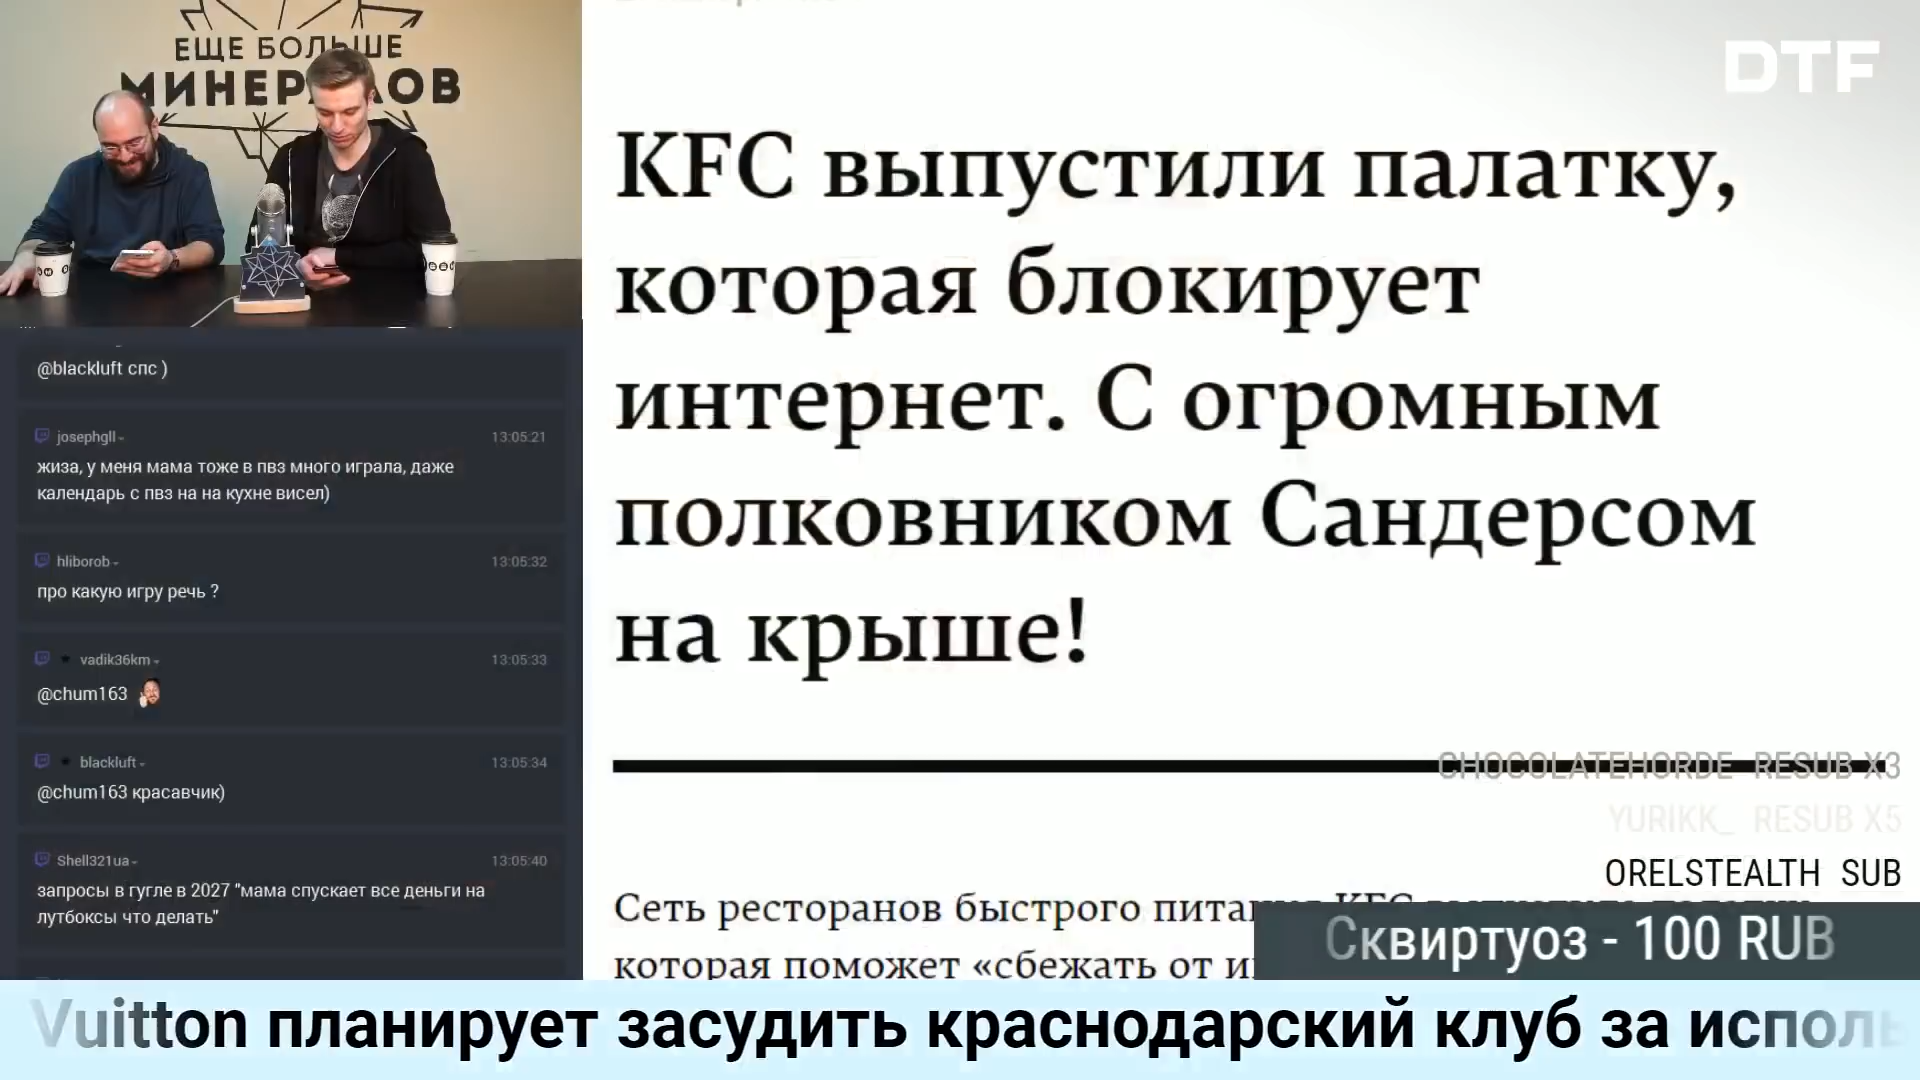 ЕЩЕ БОЛЬШЕ
DTF
KFC выпустили палатку,
которая блокирует
интернет. С огромным
полковником Сандерсом
на крыше!
@blackluft спс )
josephgll 13:05:21
жиза, у меня мама тоже в пвз много играла, даже
календарь с пвз на на кухне висел)
hliborob 13:05:32
про какую игру речь ?
vadik36km 13:05:33
@chum163
blackluft 13:05:34
@chum163 красавчик)
Shell321ua 13:05:40
запросы в гугле в 2027 "мама спускает все деньги на
лутбоксы что делать"
CHOCOLATEHORDE RESUB X3
YURIKK_ RESUB X5
ORELSTEALTH SUB
Сеть ресторанов быстрого
которая поможет «сбежать от
Сквиртуоз - 100 RUB
Vuitton планирует засудить краснодарский клуб за исполь